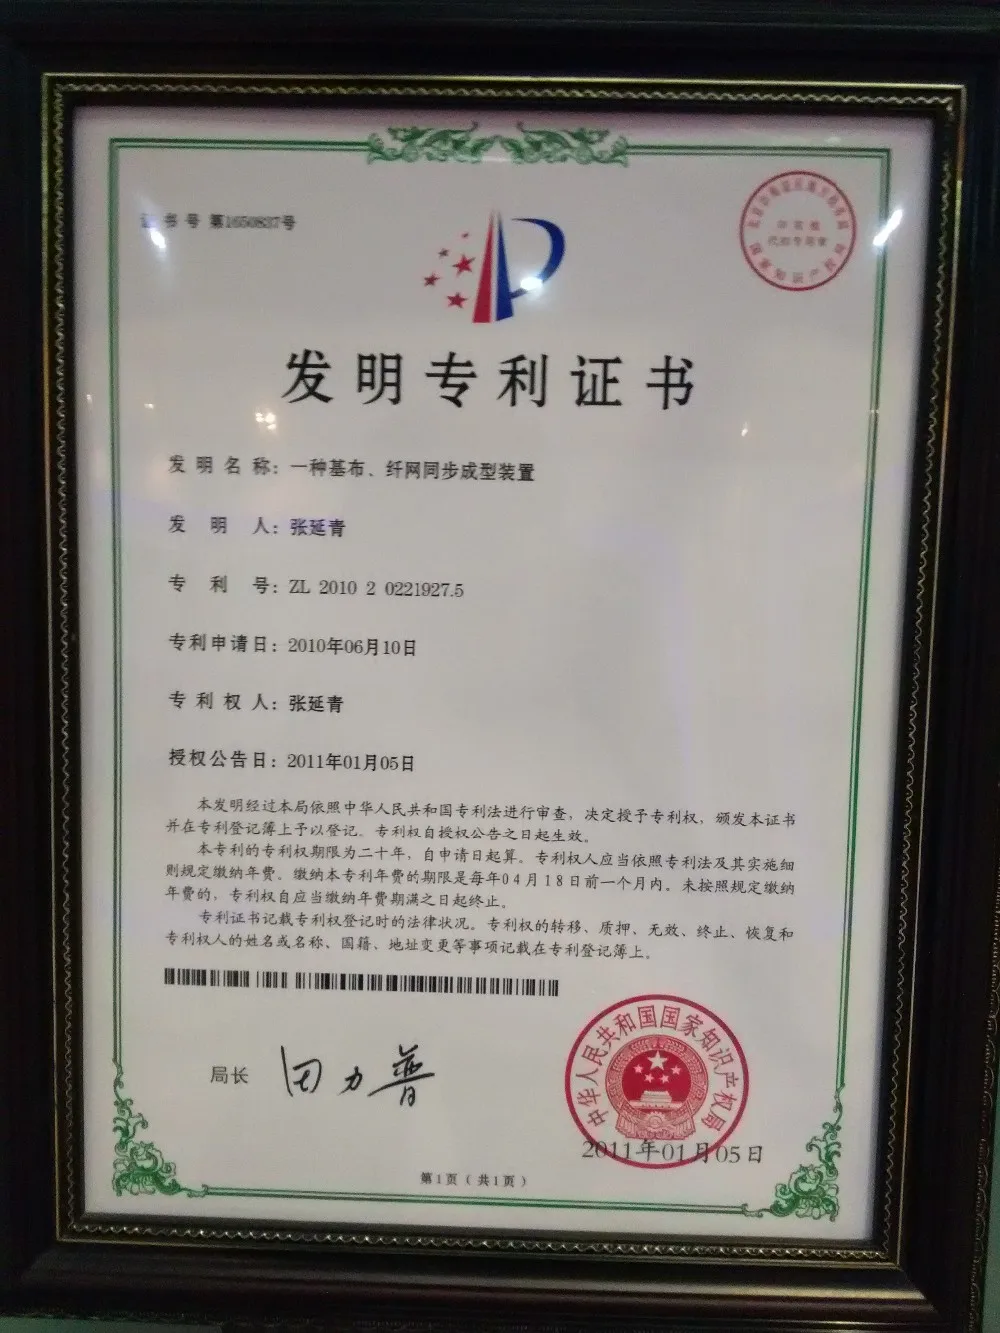 证书号 第1650837号
发明专利证书
发明名称：一种基布、纤网同步成型装置
发明人：张延青
专利号：ZL 2010 2 0221927.5
专利申请日：2010年06月10日
专利权人：张延青
授权公告日：2011年01月05日
本发明经过本局依照中华人民共和国专利法进行审查，决定授予专利权，颁发本证书
并在专利登记簿上予以登记。专利权自授权公告之日起生效。
本专利的专利权期限为二十年，自申请日起算。专利权人应当依照专利法及其实施细
则规定缴纳年费。缴纳本专利年费的期限是每年04月18日前一个月内。未按照规定缴纳
年费的，专利权自应当缴纳年费期满之日起终止。
专利证书记载专利权登记时的法律状况。专利权的转移、质押、无效、终止、恢复和
专利权人的姓名或名称、国籍、地址变更等事项记载在专利登记簿上。
局长 田力普
中华人民共和国国家知识产权局
2011年01月05日
第1页（共1页）
国家知识产权局
代扣专用章